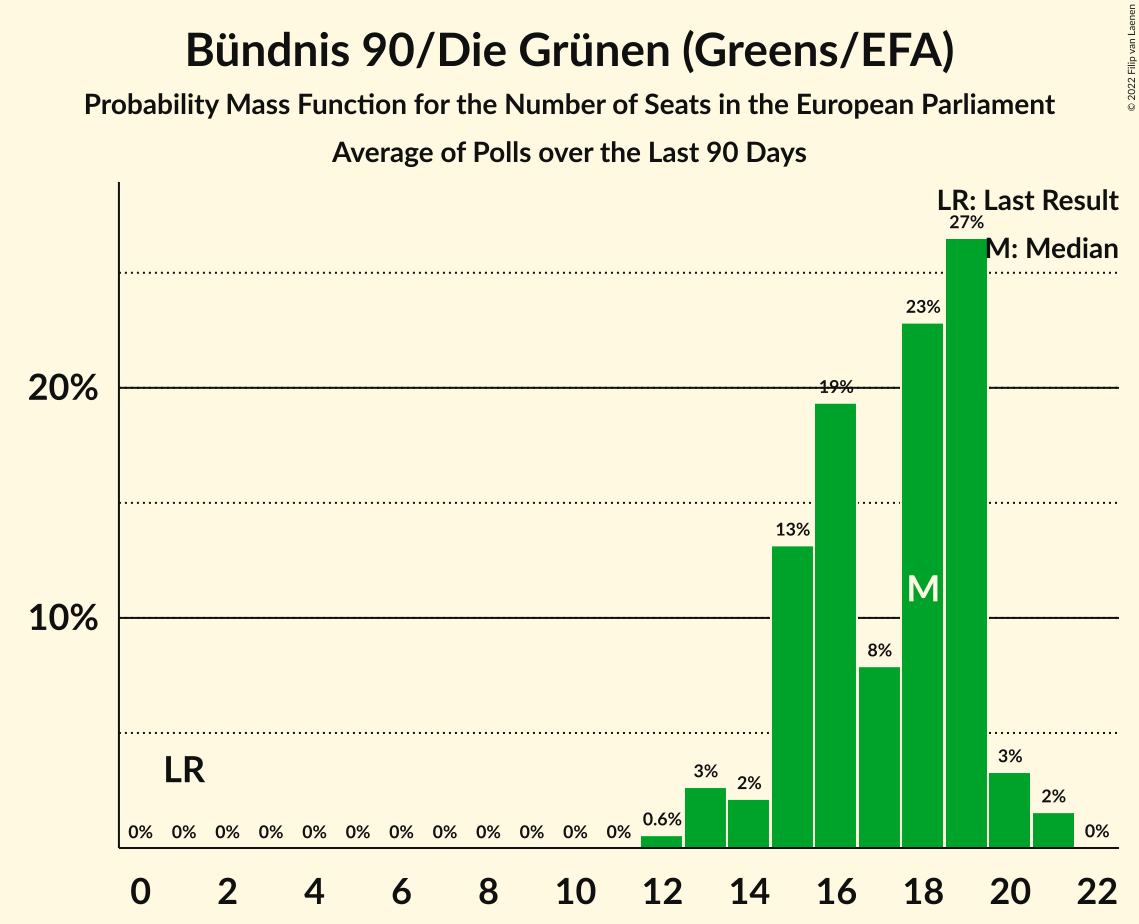 Bündnis 90/Die Grünen (Greens/EFA)
Probability Mass Function for the Number of Seats in the European Parliament
Average of Polls over the Last 90 Days
© 2022 Filip van Laenen
LR: Last Result
M: Median
27%
23%
20%
19%
13%
M
10%
8%
LR
3%
2%
3%
2%
0.6%
0% 0% 0% 0% 0% 0% 0% 0% 0% 0% 0% 0% 0%
0 2 4 6 8 10 12 14 16 18 20 22